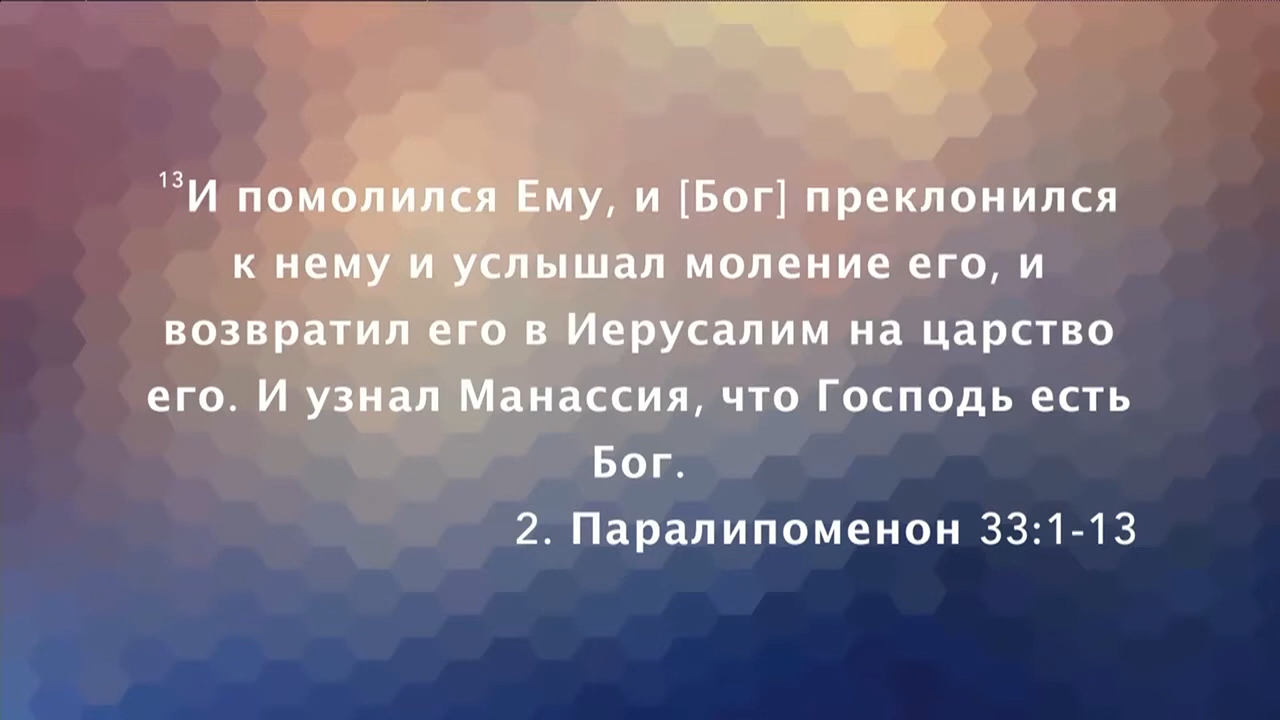 13И помолился Ему, и [Бог] преклонился
к нему и услышал моление его, и
возвратил его в Иерусалим на царство
его. И узнал Манассия, что Господь есть
Бог.
2. Паралипоменон 33:1-13